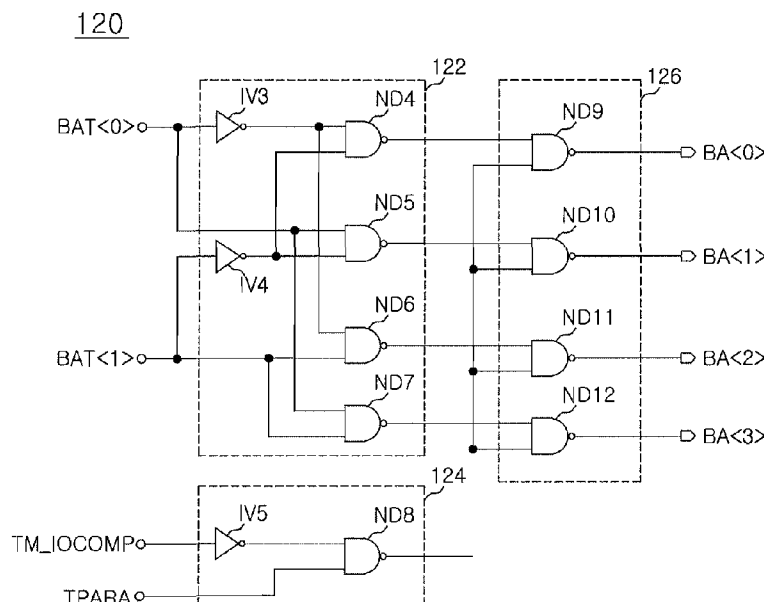 120
122
126
IV3
ND4
ND9
BAT<0>
BA<0>
ND5
ND10
IV4
BA<1>
ND6
ND11
BAT<1>
BA<2>
ND7
ND12
BA<3>
124
IV5
ND8
TM_IOCOMP
TPARA